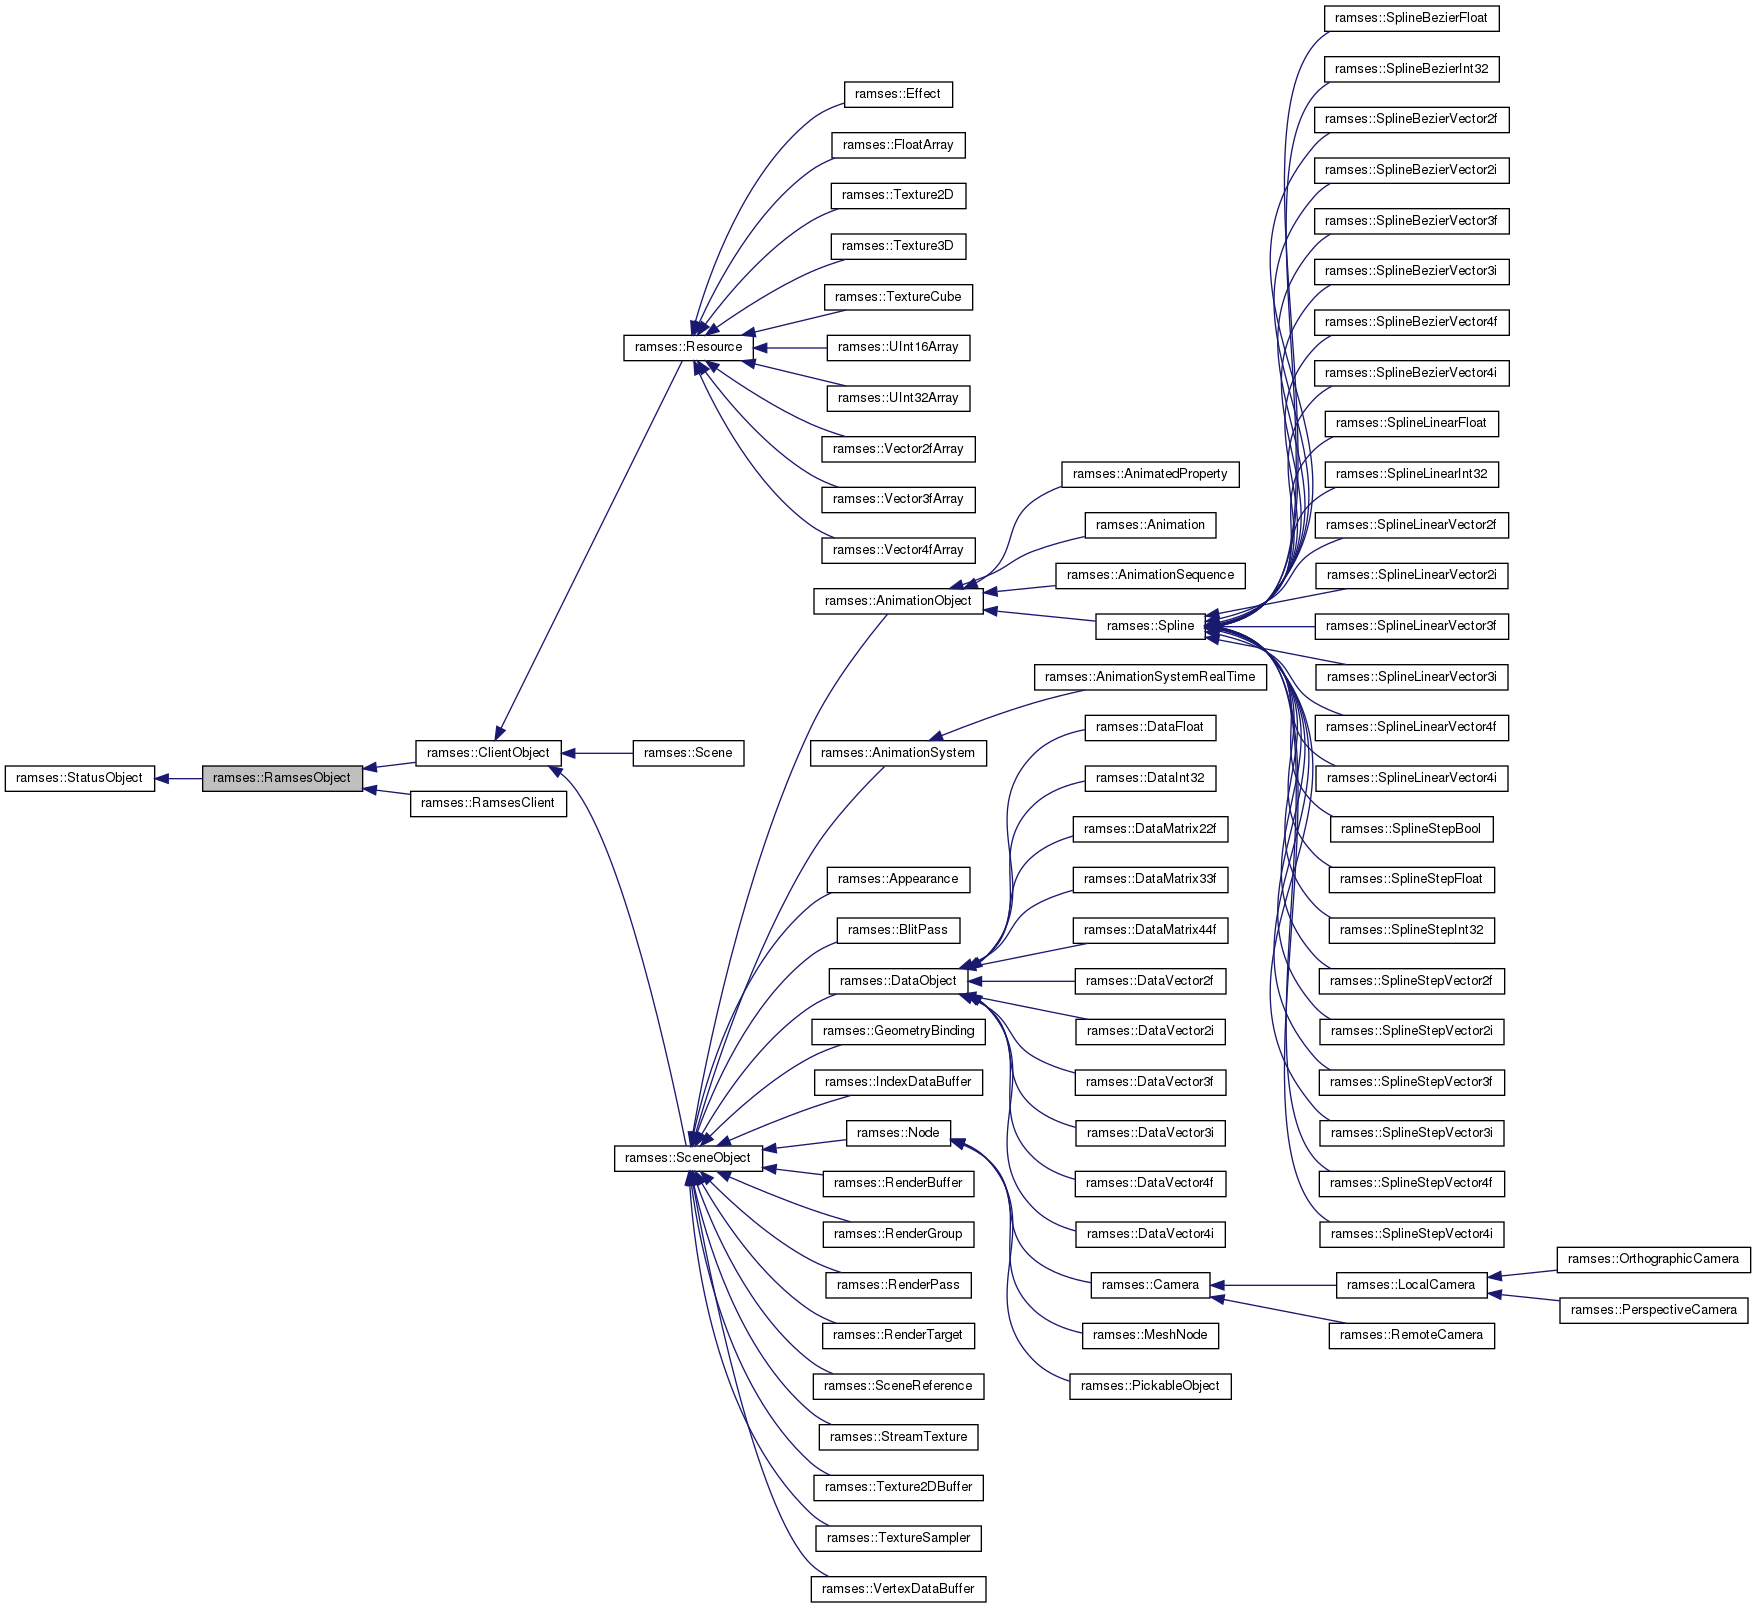 ramses::StatusObject
ramses::RamsesObject
ramses::ClientObject
ramses::RamsesClient
ramses::Resource
ramses::Scene
ramses::SceneObject
ramses::Effect
ramses::FloatArray
ramses::Texture2D
ramses::Texture3D
ramses::TextureCube
ramses::UInt16Array
ramses::UInt32Array
ramses::Vector2fArray
ramses::Vector3fArray
ramses::Vector4fArray
ramses::AnimationObject
ramses::AnimationSystem
ramses::Appearance
ramses::BlitPass
ramses::DataObject
ramses::GeometryBinding
ramses::IndexDataBuffer
ramses::Node
ramses::RenderBuffer
ramses::RenderGroup
ramses::RenderPass
ramses::RenderTarget
ramses::SceneReference
ramses::StreamTexture
ramses::Texture2DBuffer
ramses::TextureSampler
ramses::VertexDataBuffer
ramses::AnimatedProperty
ramses::Animation
ramses::AnimationSequence
ramses::Spline
ramses::AnimationSystemRealTime
ramses::DataFloat
ramses::DataInt32
ramses::DataMatrix22f
ramses::DataMatrix33f
ramses::DataMatrix44f
ramses::DataVector2f
ramses::DataVector2i
ramses::DataVector3f
ramses::DataVector3i
ramses::DataVector4f
ramses::DataVector4i
ramses::Camera
ramses::MeshNode
ramses::PickableObject
ramses::SplineBezierFloat
ramses::SplineBezierInt32
ramses::SplineBezierVector2f
ramses::SplineBezierVector2i
ramses::SplineBezierVector3f
ramses::SplineBezierVector3i
ramses::SplineBezierVector4f
ramses::SplineBezierVector4i
ramses::SplineLinearFloat
ramses::SplineLinearInt32
ramses::SplineLinearVector2f
ramses::SplineLinearVector2i
ramses::SplineLinearVector3f
ramses::SplineLinearVector3i
ramses::SplineLinearVector4f
ramses::SplineLinearVector4i
ramses::SplineStepBool
ramses::SplineStepFloat
ramses::SplineStepInt32
ramses::SplineStepVector2f
ramses::SplineStepVector2i
ramses::SplineStepVector3f
ramses::SplineStepVector3i
ramses::SplineStepVector4f
ramses::SplineStepVector4i
ramses::LocalCamera
ramses::RemoteCamera
ramses::OrthographicCamera
ramses::PerspectiveCamera